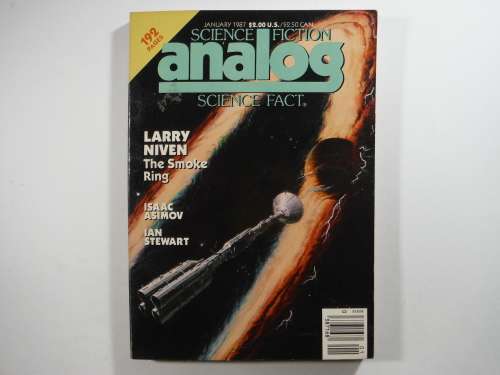 192
PAGES
JANUARY 1987 $2.00 U.S./$2.50 CAN.
SCIENCE FICTION
analog
SCIENCE FACT®
LARRY
NIVEN
The Smoke
Ring
ISAAC
ASIMOV
IAN
STEWART
01